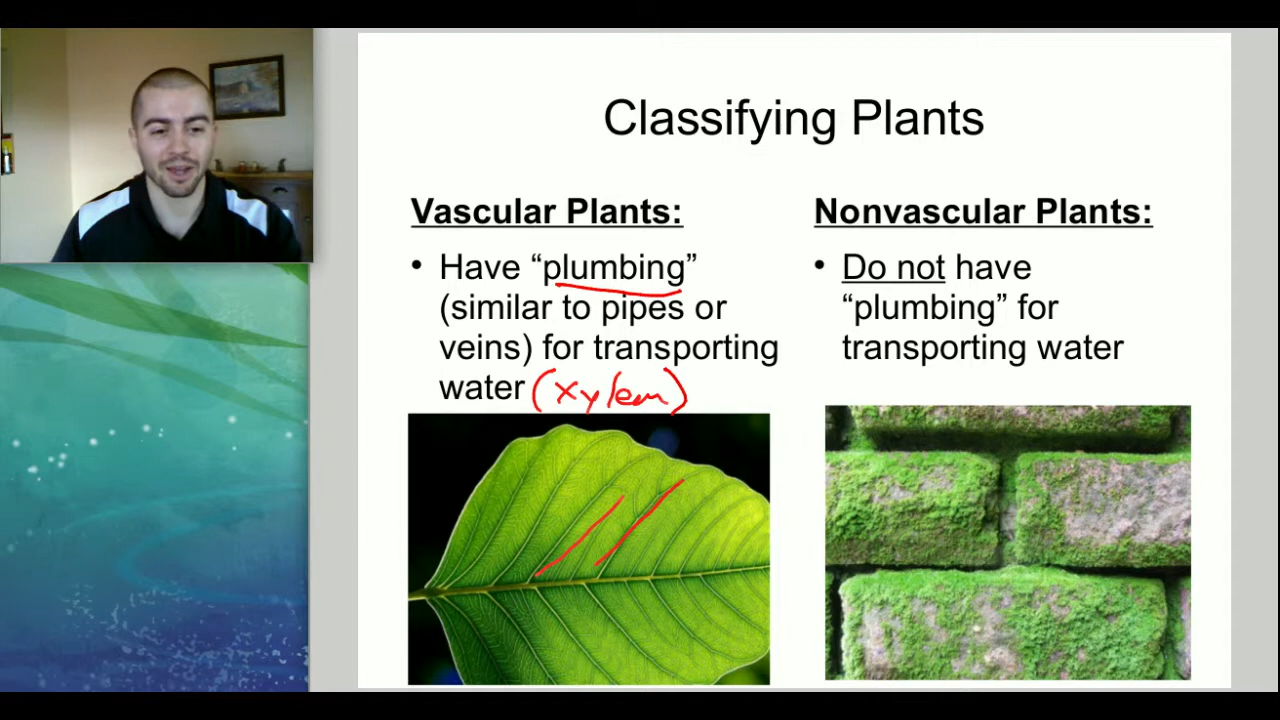 Classifying Plants
Vascular Plants:
• Have “plumbing”
(similar to pipes or
veins) for transporting
water (xylem)
Nonvascular Plants:
• Do not have
“plumbing” for
transporting water